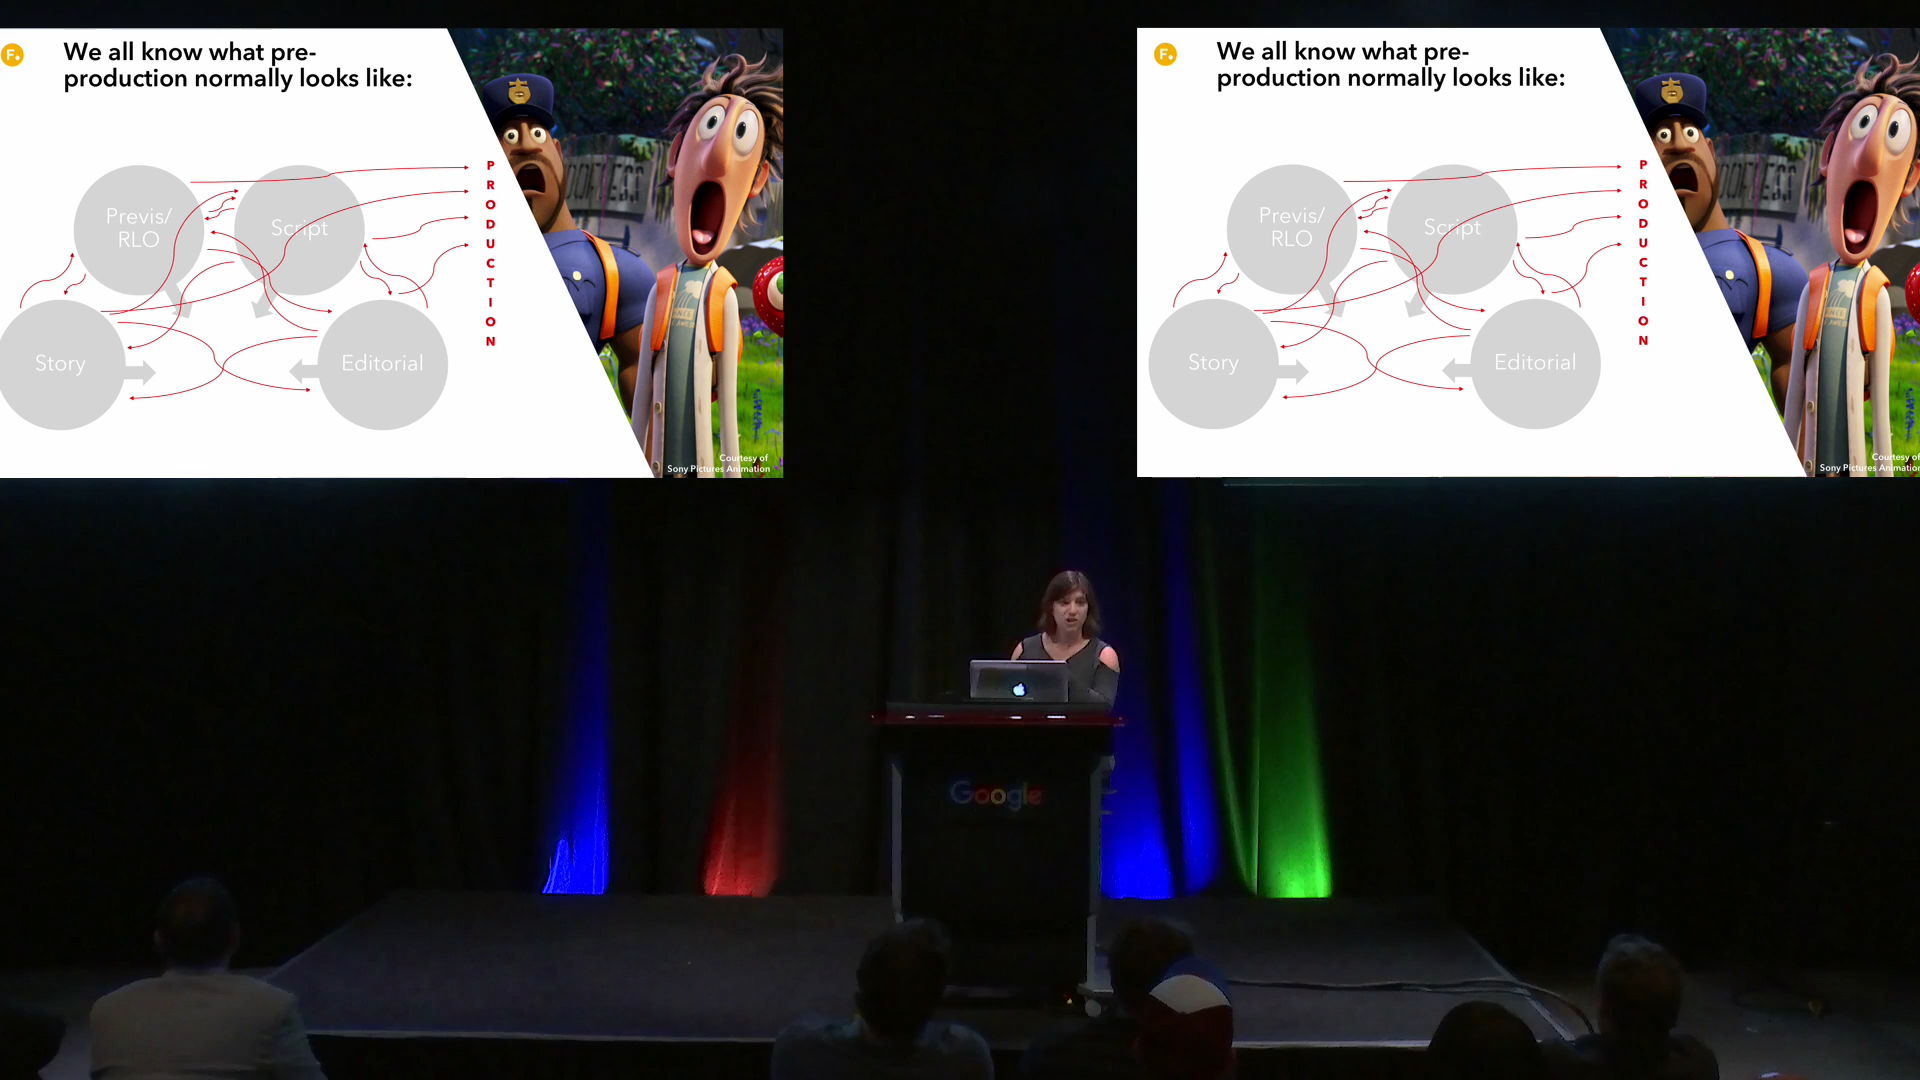 F.
We all know what pre-
production normally looks like:
Previs/
RLO
Script
Story
Editorial
PRODUCTION
Courtesy of
Sony Pictures Animation
F.
We all know what pre-
production normally looks like:
Previs/
RLO
Script
Story
Editorial
PRODUCTION
Courtesy of
Sony Pictures Animation
Google